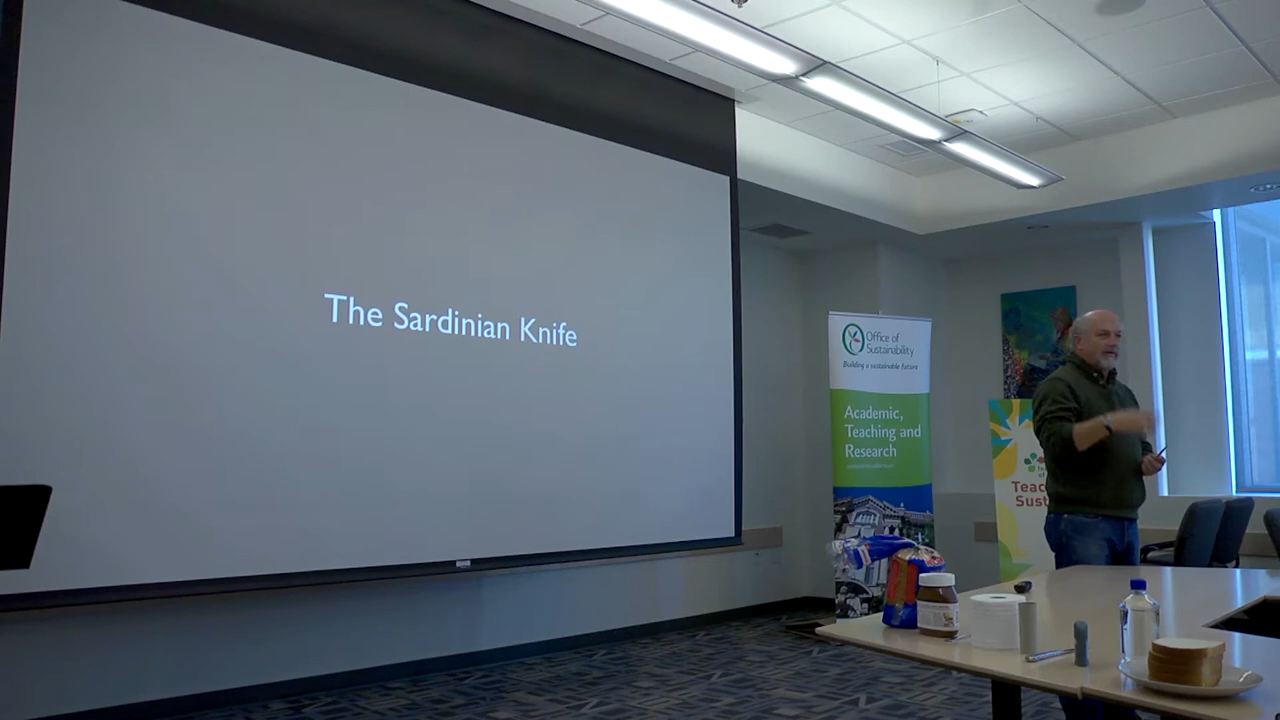 The Sardinian Knife
Office of
Sustainability
Building a sustainable future
Academic,
Teaching and
Research
Teac
Sust